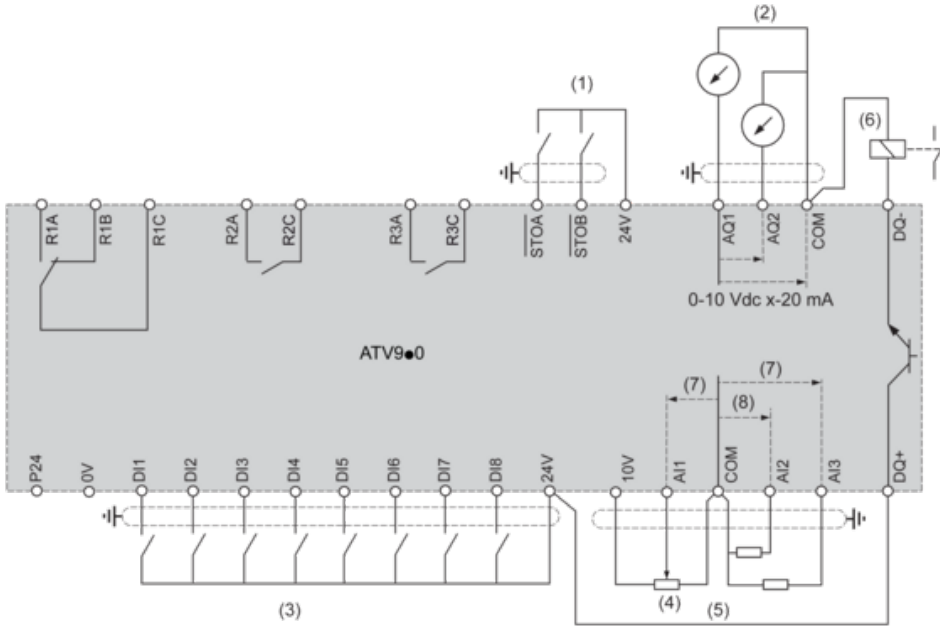 (2)
(1)
(6)
R1A
R1B
R1C
R2A
R2C
R3A
R3C
STOA
STOB
24V
AQ1
AQ2
COM
DQ-
0-10 Vdc x-20 mA
ATV9●0
(7)
(7)
(8)
P24
0V
DI1
DI2
DI3
DI4
DI5
DI6
DI7
DI8
24V
10V
AI1
COM
AI2
AI3
DQ+
(3)
(4)
(5)